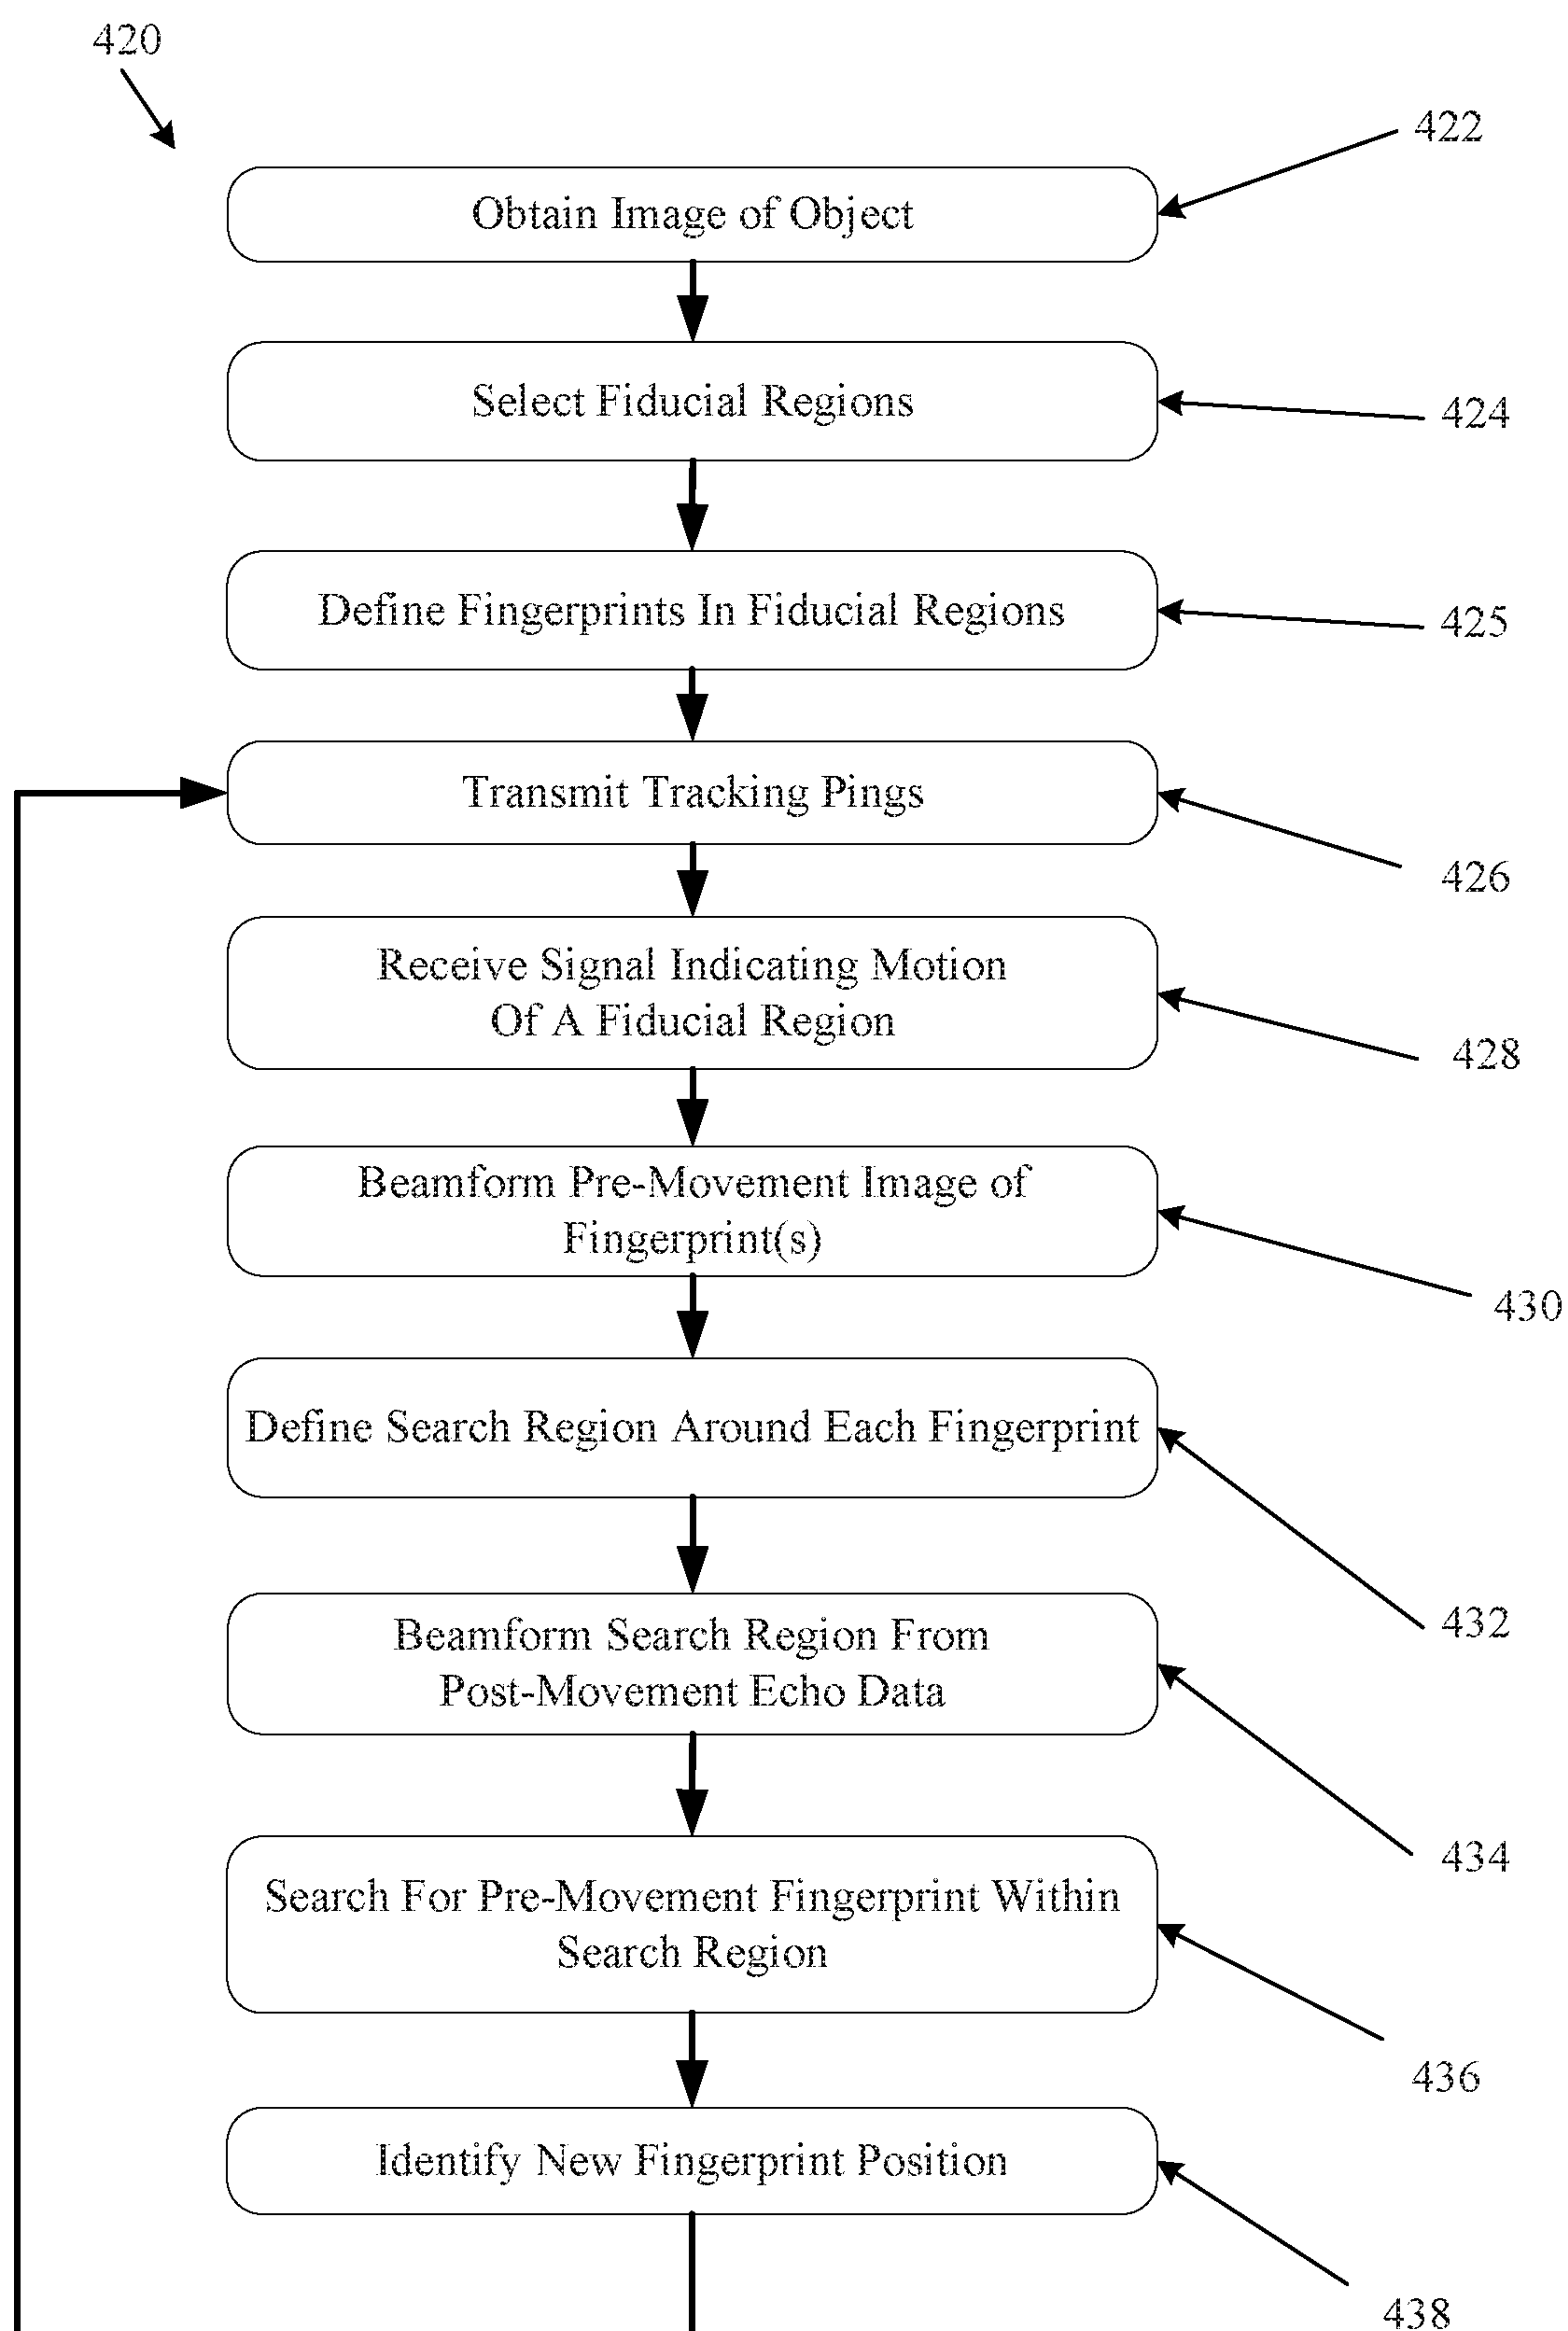 420
422
Obtain Image of Object
Select Fiducial Regions
424
Define Fingerprints In Fiducial Regions
425
Transmit Tracking Pings
426
Receive Signal Indicating Motion
Of A Fiducial Region
428
Beamform Pre-Movement Image of
Fingerprint(s)
430
Define Search Region Around Each Fingerprint
432
Beamform Search Region From
Post-Movement Echo Data
434
Search For Pre-Movement Fingerprint Within
Search Region
436
Identify New Fingerprint Position
438